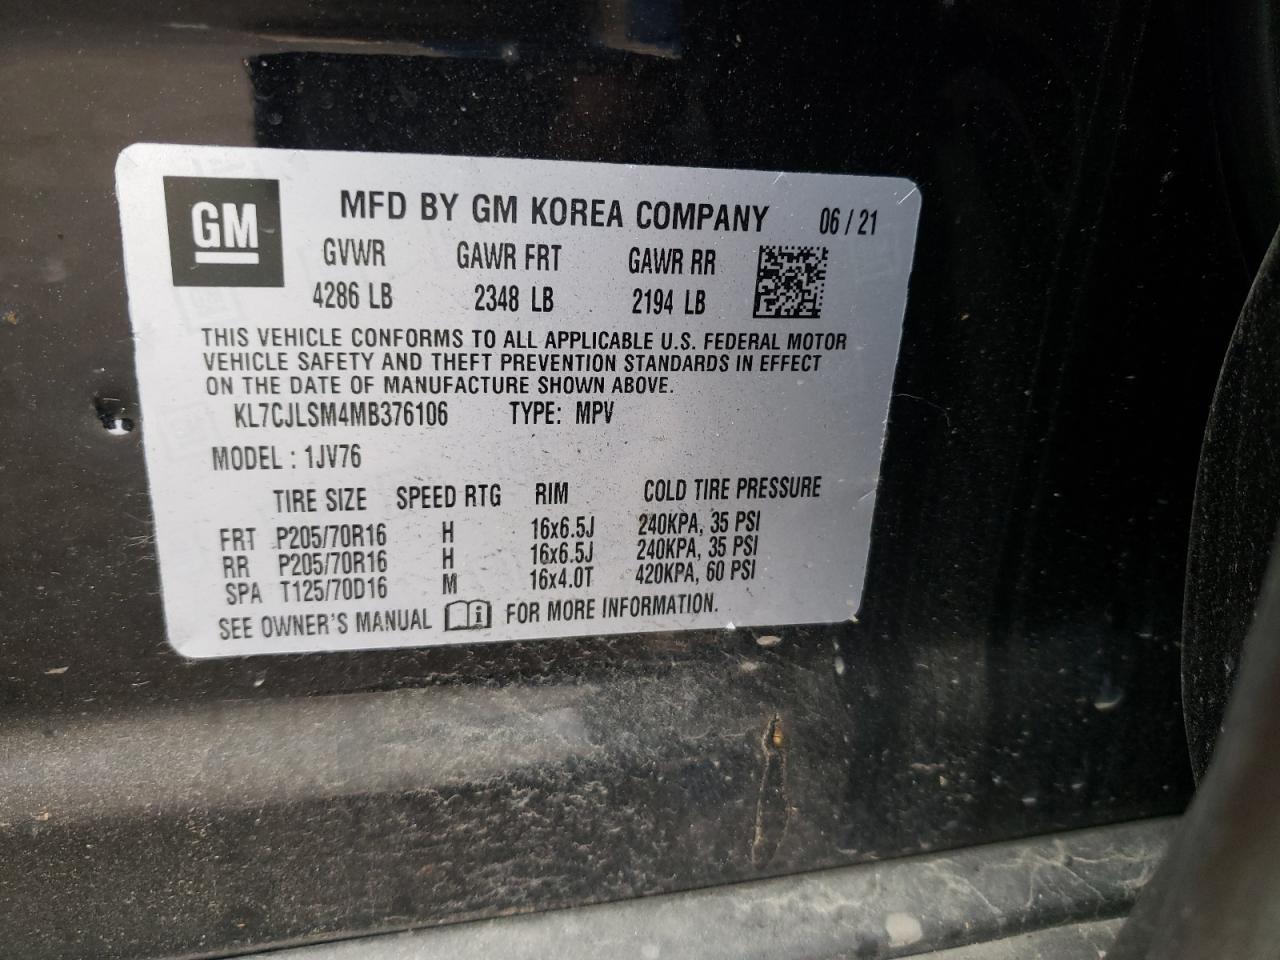 GM
MFD BY GM KOREA COMPANY 06 / 21
GVWR GAWR FRT GAWR RR
4286 LB 2348 LB 2194 LB
THIS VEHICLE CONFORMS TO ALL APPLICABLE U.S. FEDERAL MOTOR
VEHICLE SAFETY AND THEFT PREVENTION STANDARDS IN EFFECT
ON THE DATE OF MANUFACTURE SHOWN ABOVE.
KL7CJLSM4MB376106 TYPE: MPV
MODEL : 1JV76
TIRE SIZE SPEED RTG RIM COLD TIRE PRESSURE
FRT P205/70R16 H 16x6.5J 240KPA, 35 PSI
RR P205/70R16 H 16x6.5J 240KPA, 35 PSI
SPA T125/70D16 M 16x4.0T 420KPA, 60 PSI
SEE OWNER'S MANUAL i FOR MORE INFORMATION.